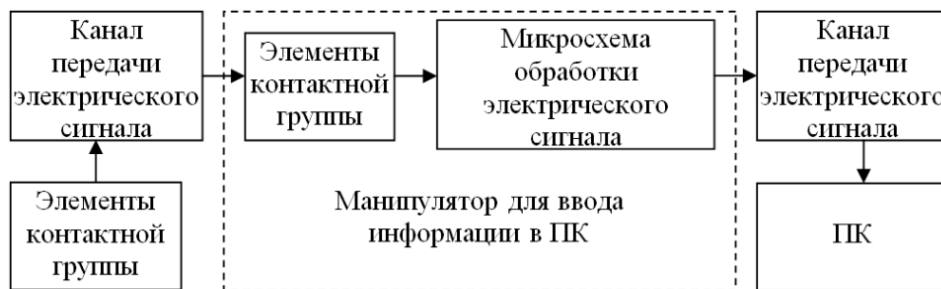 Канал
передачи
электрического
сигнала
Элементы
контактной
группы
Элементы
контактной
группы
Микросхема
обработки
электрического
сигнала
Манипулятор для ввода
информации в ПК
Канал
передачи
электрического
сигнала
ПК